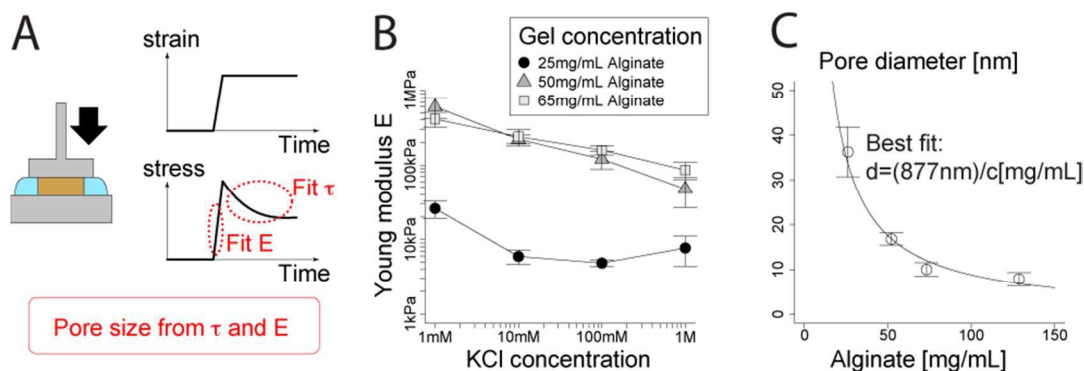 A
strain
Time
stress
Fit τ
Fit E
Time
Pore size from τ and E
B
Gel concentration
25mg/mL Alginate
50mg/mL Alginate
65mg/mL Alginate
Young modulus E
1MPa
100kPa
10kPa
1kPa
1mM
10mM
100mM
1M
KCl concentration
C
Pore diameter [nm]
50
40
30
20
10
0
Best fit:
d=(877nm)/c[mg/mL]
0
50
100
150
Alginate [mg/mL]